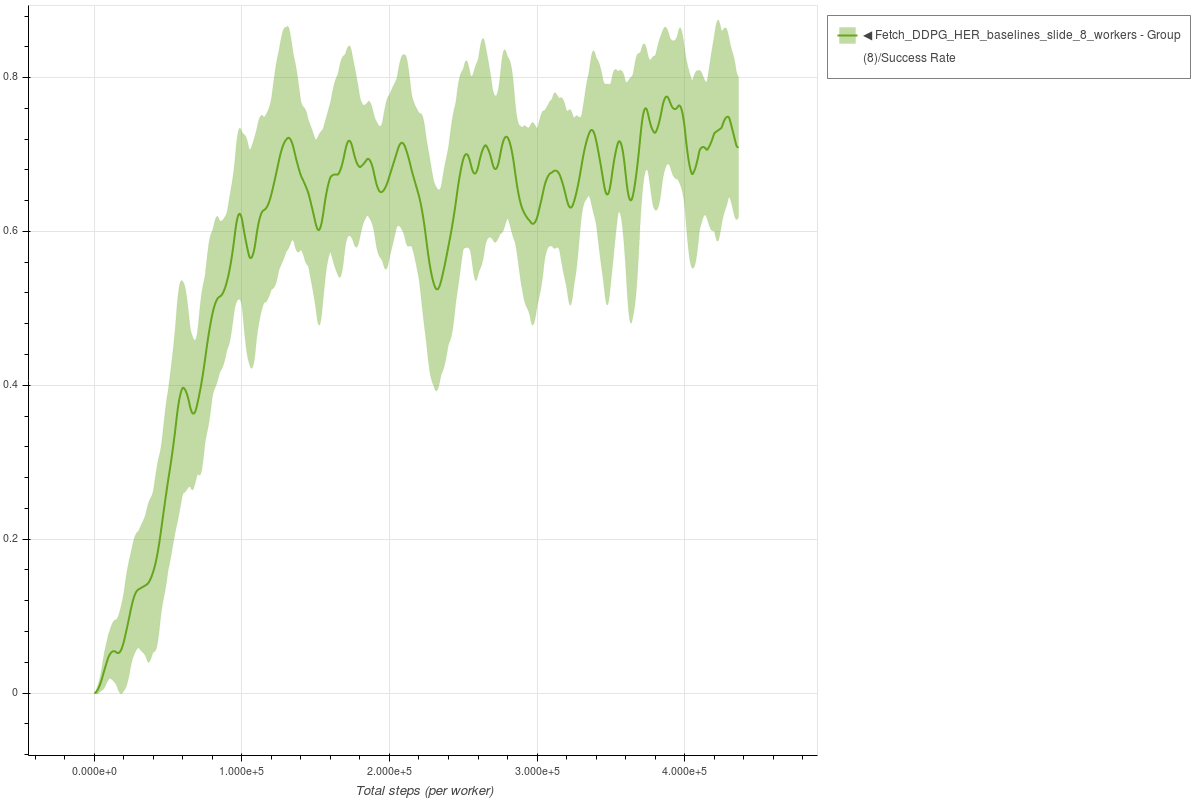 ◀ Fetch_DDPG_HER_baselines_slide_8_workers - Group
(8)/Success Rate
0.8
0.6
0.4
0.2
0
0.000e+0 1.000e+5 2.000e+5 3.000e+5 4.000e+5
Total steps (per worker)